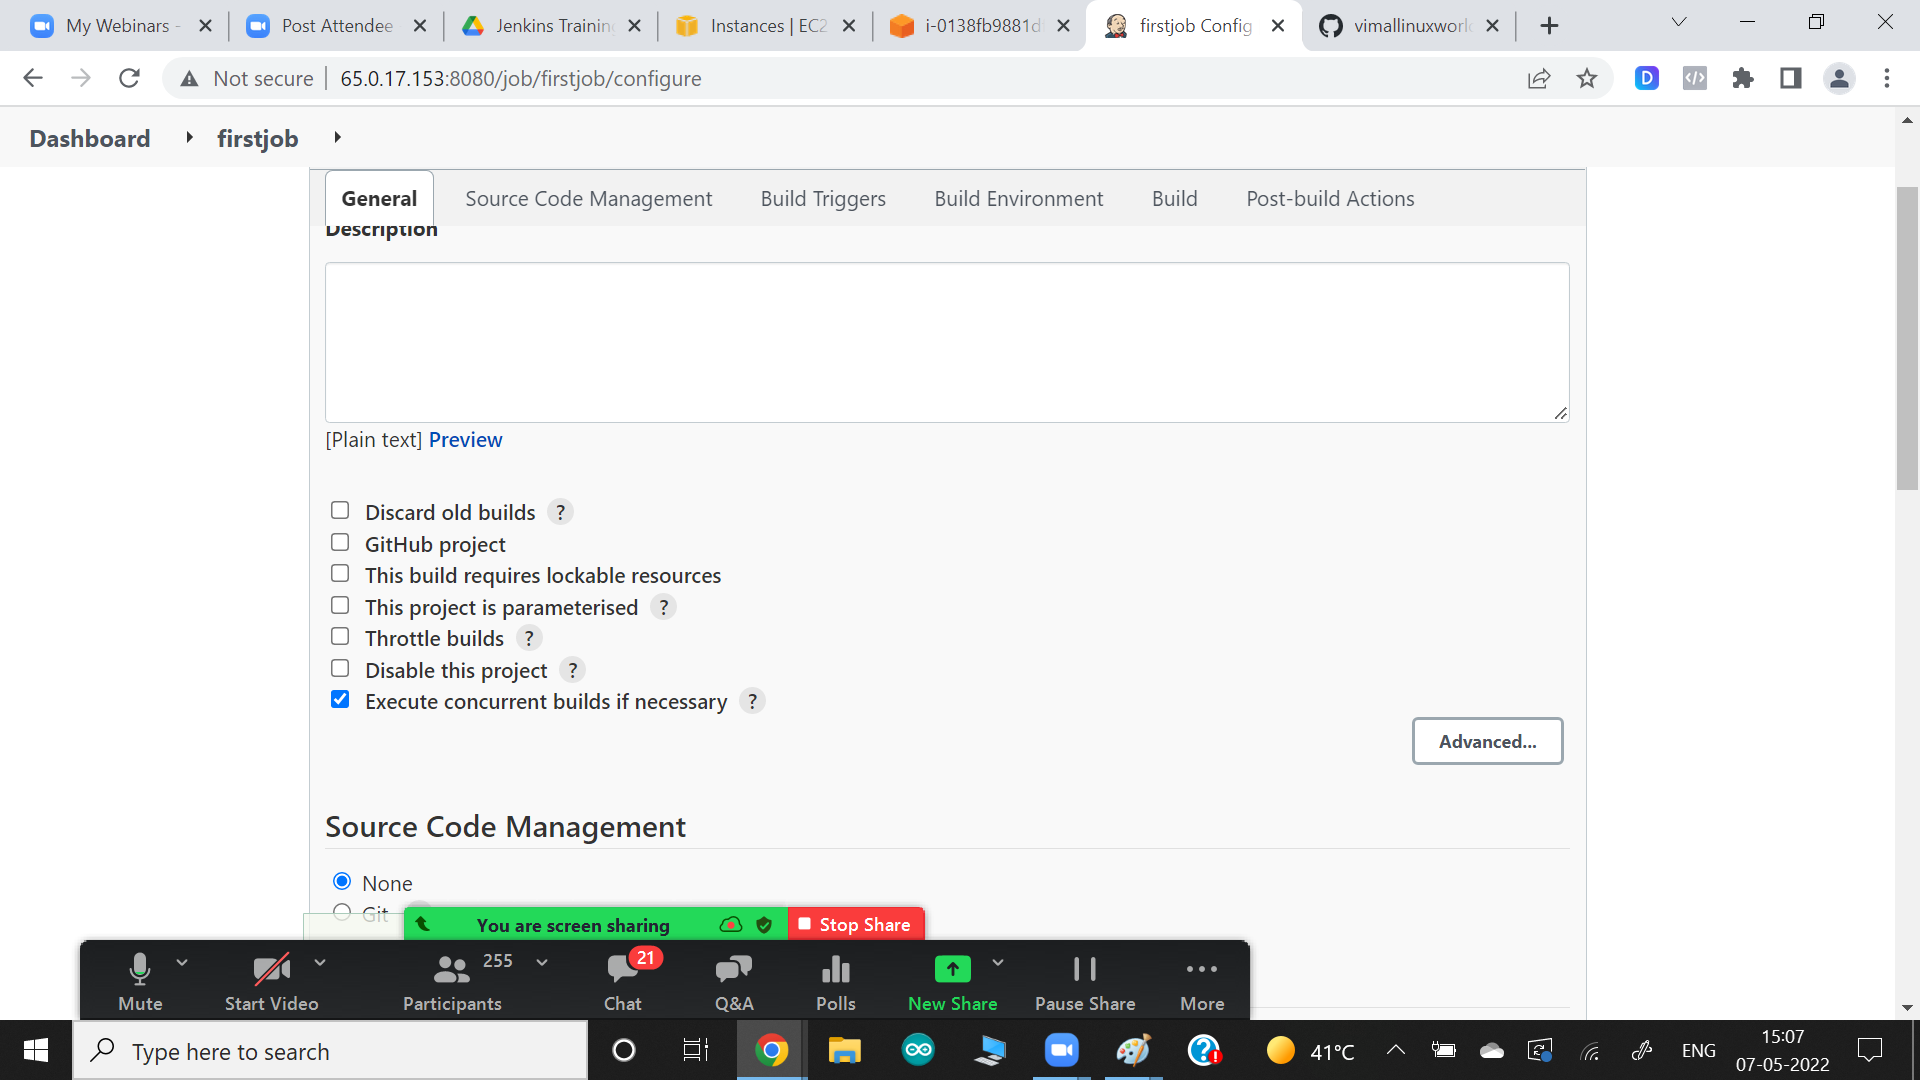 My Webinars -
Post Attendee
Jenkins Training
Instances | EC2
i-0138fb9881d
firstjob Config
vimallinuxworld
Not secure
65.0.17.153:8080/job/firstjob/configure
Dashboard
firstjob
General
Source Code Management
Build Triggers
Build Environment
Build
Post-build Actions
Description
[Plain text] Preview
Discard old builds ?
GitHub project
This build requires lockable resources
This project is parameterised ?
Throttle builds ?
Disable this project ?
Execute concurrent builds if necessary ?
Advanced...
Source Code Management
None
Git
You are screen sharing
Stop Share
255
21
Mute
Start Video
Participants
Chat
Q&A
Polls
New Share
Pause Share
More
Type here to search
41°C
ENG
15:07
07-05-2022